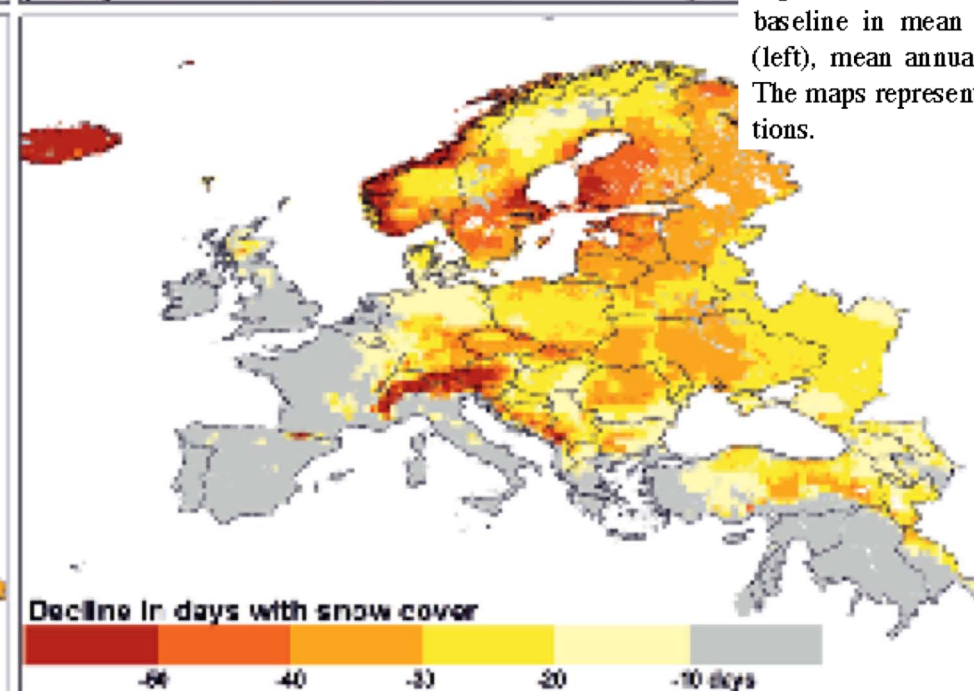 baseline in mean
(left), mean annua
The maps represent
tions.
Decline in days with snow cover
-40 -30 -20 -10 days